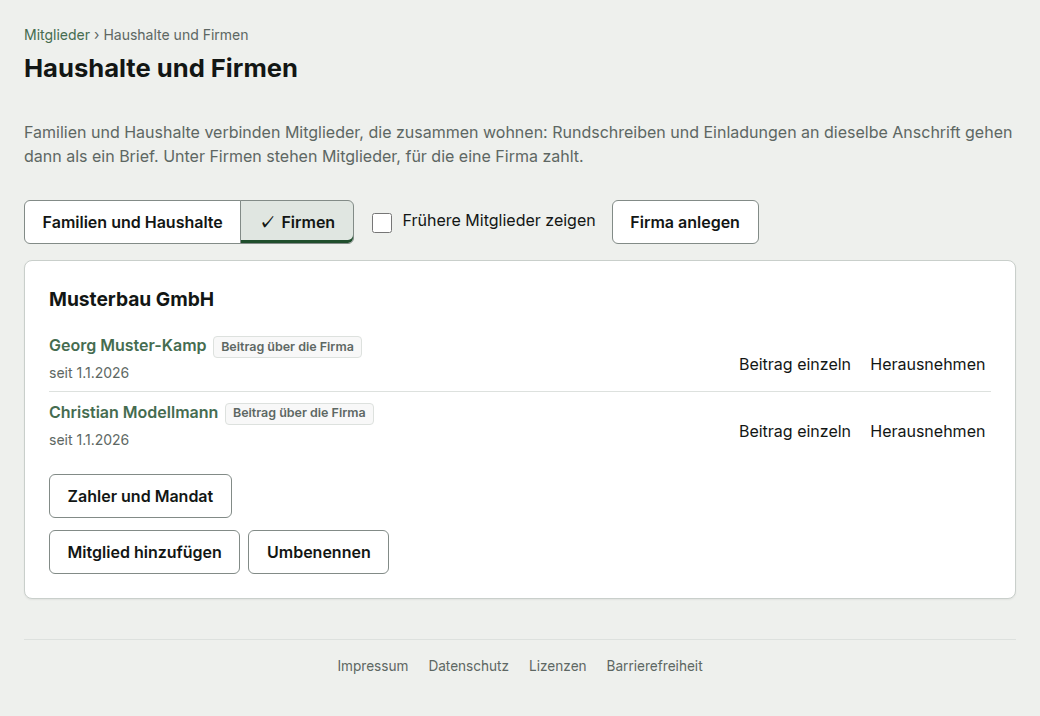 Mitglieder › Haushalte und Firmen
Haushalte und Firmen
Familien und Haushalte verbinden Mitglieder, die zusammen wohnen: Rundschreiben und Einladungen an dieselbe Anschrift gehen
dann als ein Brief. Unter Firmen stehen Mitglieder, für die eine Firma zahlt.
Familien und Haushalte ✓ Firmen Frühere Mitglieder zeigen Firma anlegen
Musterbau GmbH
Georg Muster-Kamp Beitrag über die Firma
seit 1.1.2026
Beitrag einzeln Herausnehmen
Christian Modellmann Beitrag über die Firma
seit 1.1.2026
Beitrag einzeln Herausnehmen
Zahler und Mandat
Mitglied hinzufügen Umbenennen
Impressum Datenschutz Lizenzen Barrierefreiheit